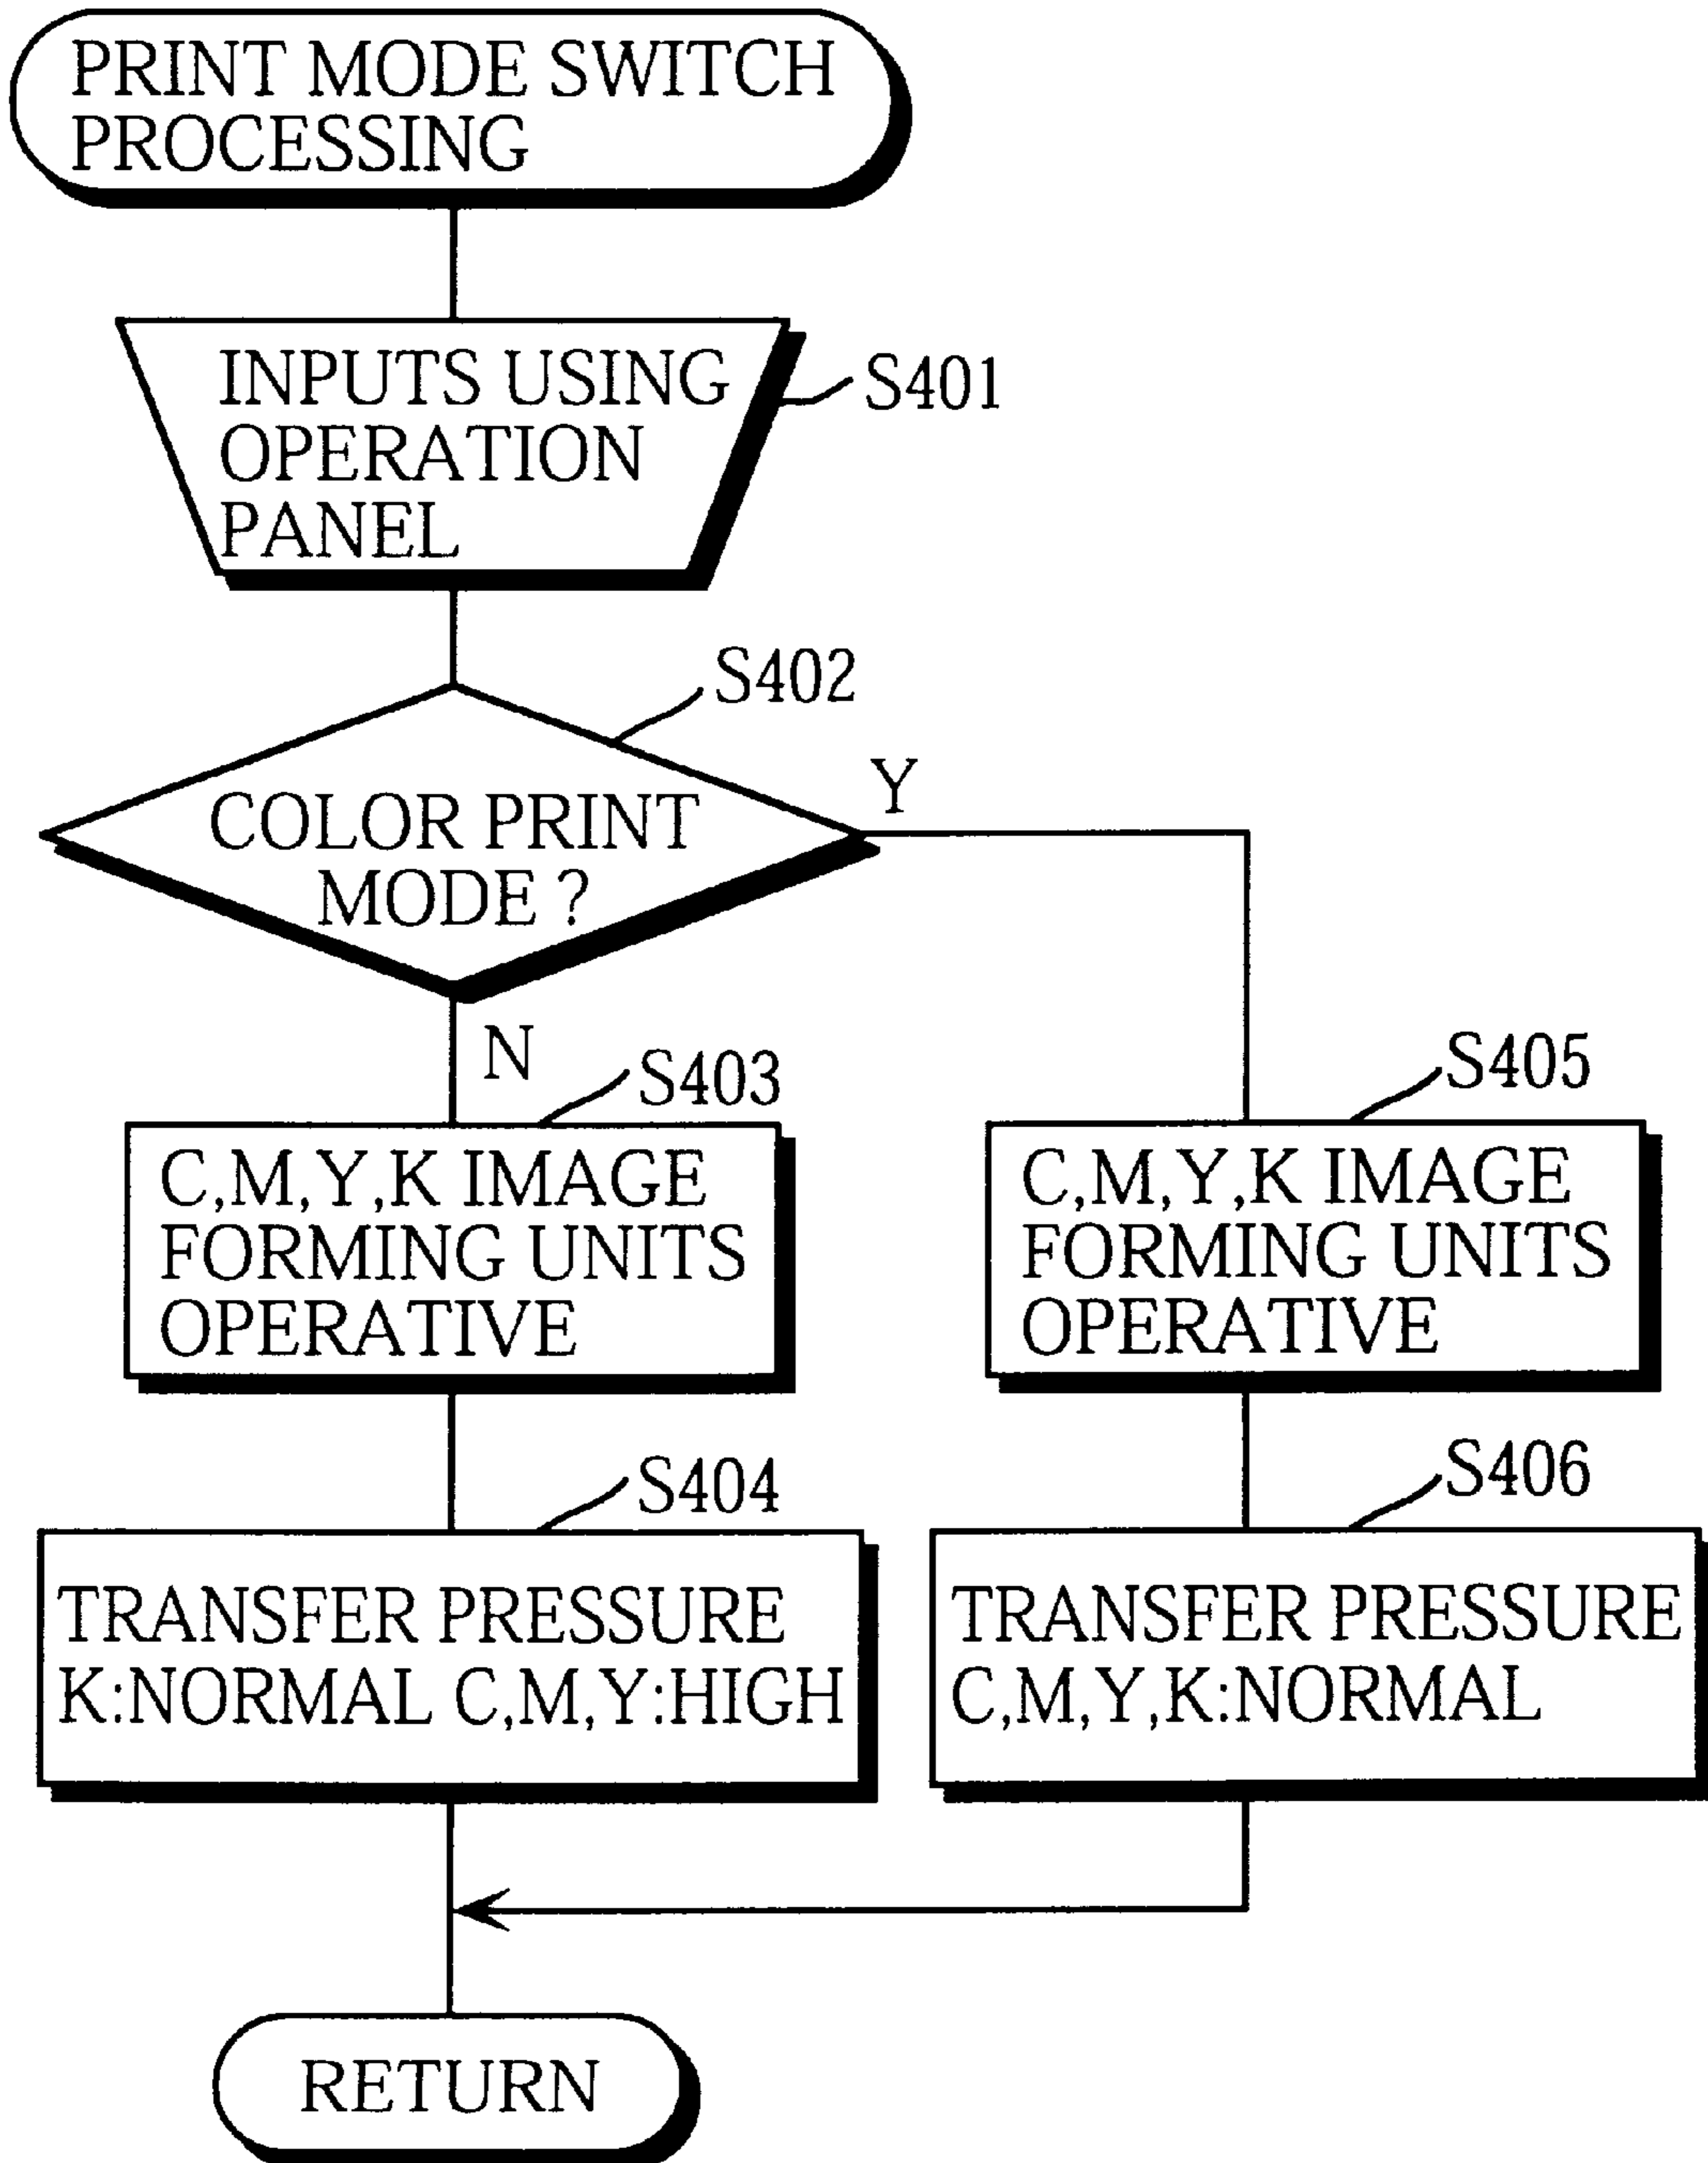 PRINT MODE SWITCH
PROCESSING
INPUTS USING
OPERATION
PANEL
S401
S402
COLOR PRINT
MODE ?
Y
N
S403
C,M,Y,K IMAGE
FORMING UNITS
OPERATIVE
S404
TRANSFER PRESSURE
K:NORMAL C,M,Y:HIGH
S405
C,M,Y,K IMAGE
FORMING UNITS
OPERATIVE
S406
TRANSFER PRESSURE
C,M,Y,K:NORMAL
RETURN